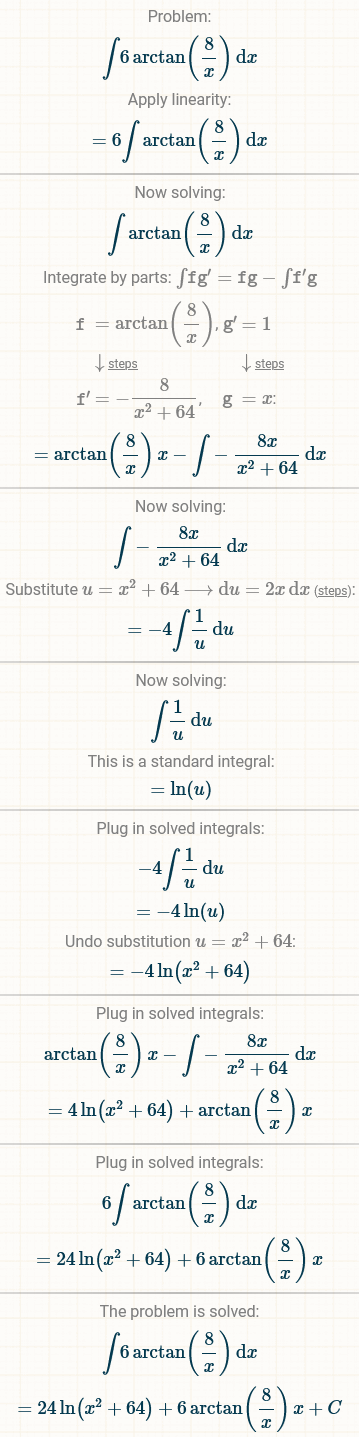 Problem:
∫6 arctan(8/x) dx
Apply linearity:
= 6∫ arctan(8/x) dx
Now solving:
∫ arctan(8/x) dx
Integrate by parts: ∫fg′ = fg − ∫f′g
f = arctan(8/x), g′ = 1
↓ steps ↓ steps
f′ = −8/(x² + 64), g = x:
= arctan(8/x) x − ∫ − 8x/(x² + 64) dx
Now solving:
∫ − 8x/(x² + 64) dx
Substitute u = x² + 64 ⟶ du = 2x dx (steps):
= −4∫ 1/u du
Now solving:
∫ 1/u du
This is a standard integral:
= ln(u)
Plug in solved integrals:
−4∫ 1/u du
= −4 ln(u)
Undo substitution u = x² + 64:
= −4 ln(x² + 64)
Plug in solved integrals:
arctan(8/x) x − ∫ − 8x/(x² + 64) dx
= 4 ln(x² + 64) + arctan(8/x) x
Plug in solved integrals:
6∫ arctan(8/x) dx
= 24 ln(x² + 64) + 6 arctan(8/x) x
The problem is solved:
∫6 arctan(8/x) dx
= 24 ln(x² + 64) + 6 arctan(8/x) x + C